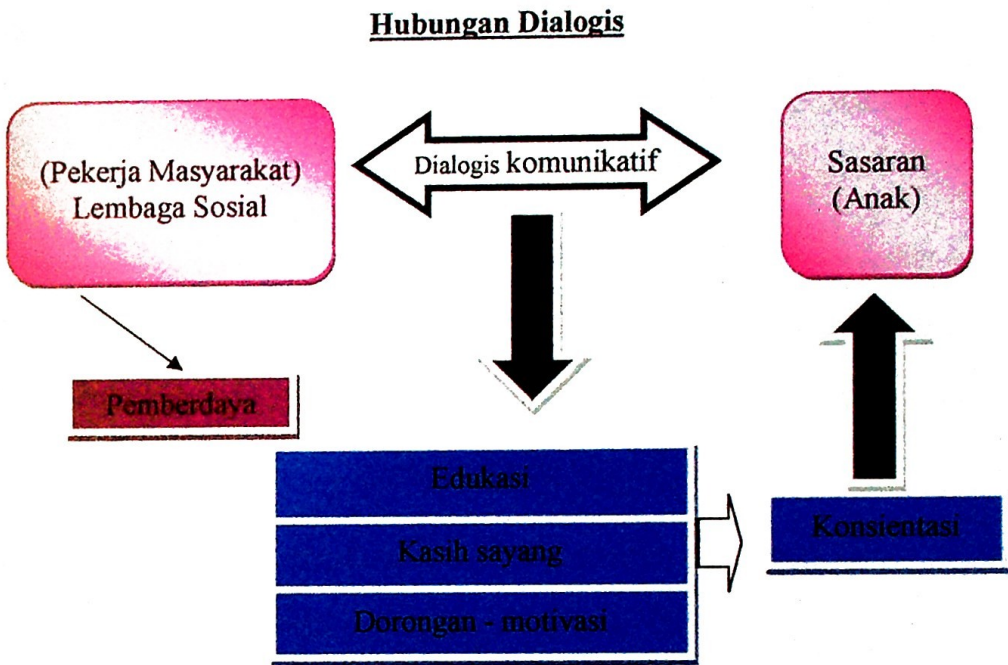 Hubungan Dialogis
(Pekerja Masyarakat)
Lembaga Sosial
Dialogis komunikatif
Sasaran
(Anak)
Pemberdaya
Edukasi
Kasih sayang
Dorongan - motivasi
Konsientasi